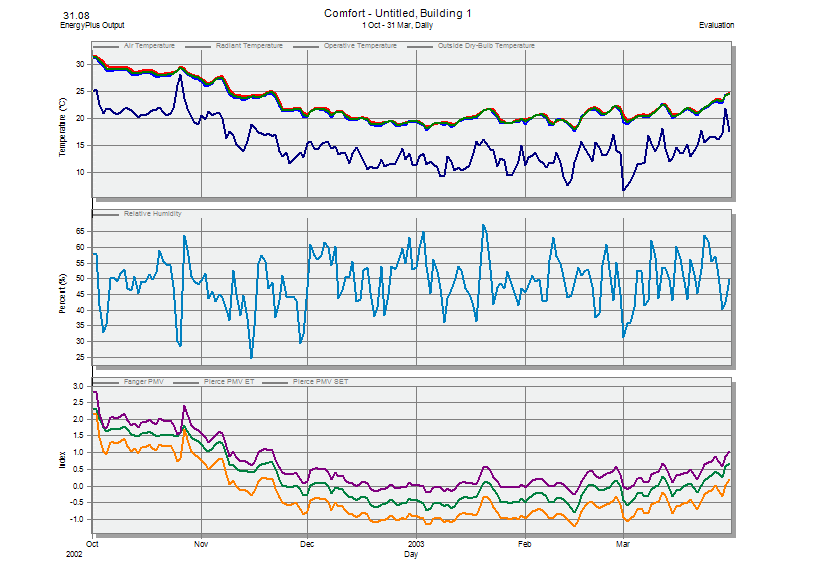 Comfort - Untitled, Building 1
31.08
EnergyPlus Output
1 Oct - 31 Mar, Daily
Evaluation
Air Temperature Radiant Temperature Operative Temperature Outside Dry-Bulb Temperature
30
25
20
15
10
Temperature (°C)
Relative Humidity
65
60
55
50
45
40
35
30
25
Percent (%)
Fanger PMV Pierce PMV ET Pierce PMV SET
3.0
2.5
2.0
1.5
1.0
0.5
0.0
-0.5
-1.0
Index
Oct Nov Dec 2003 Feb Mar
2002
Day